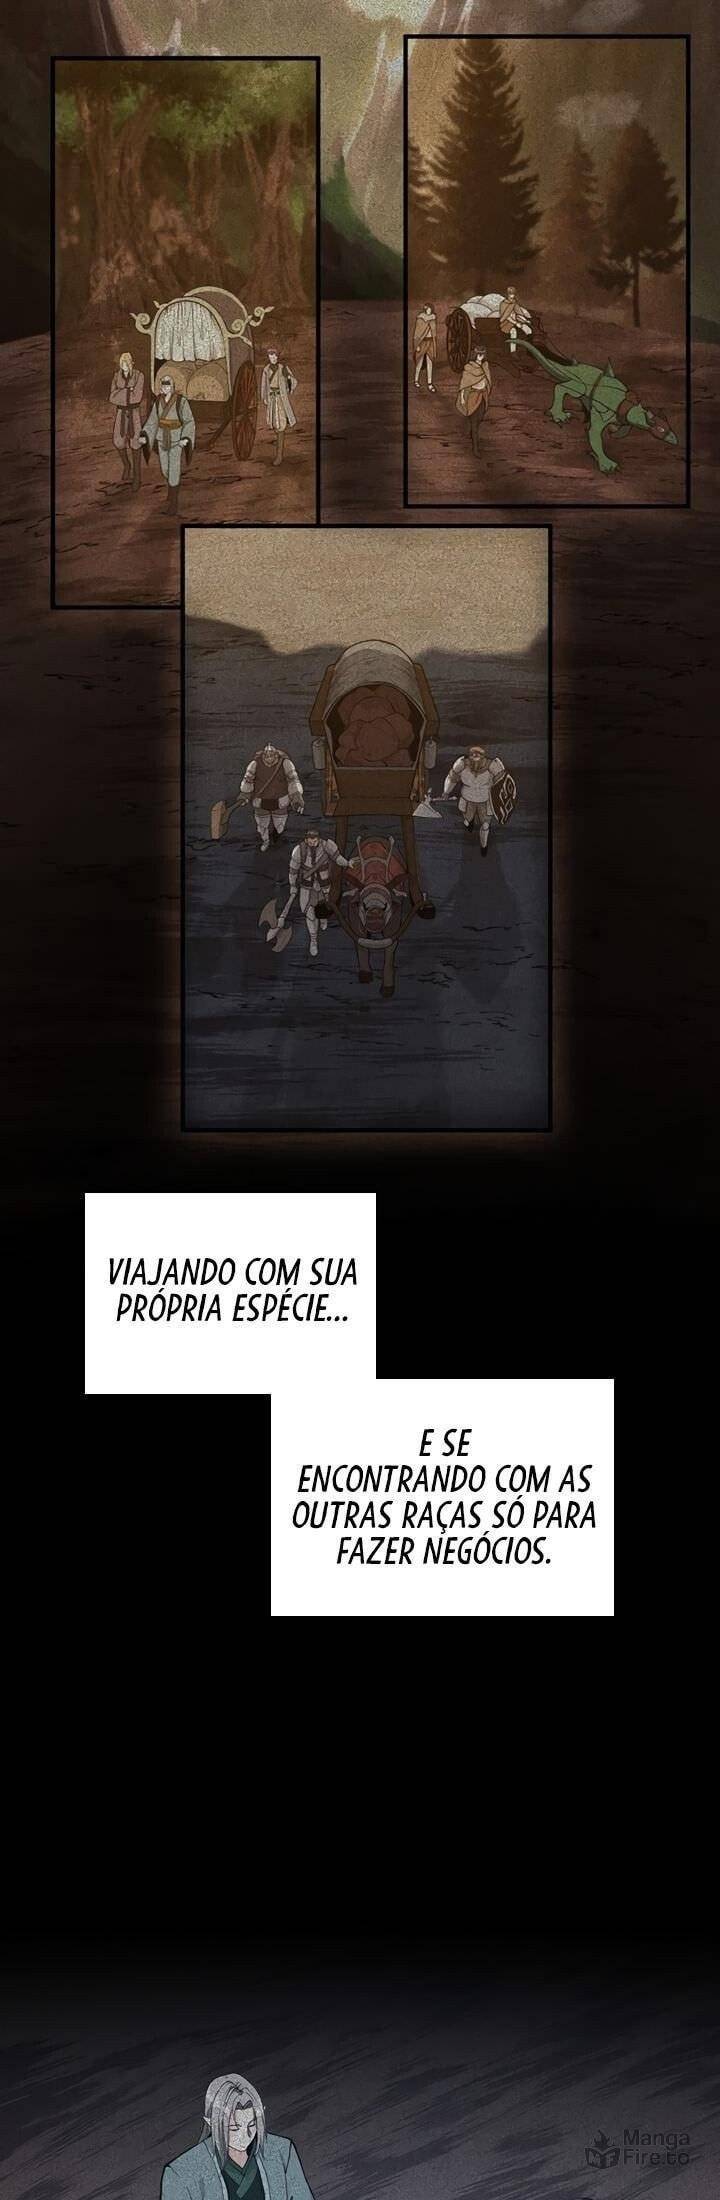 VIAJANDO COM SUA
PRÓPRIA ESPÉCIE...
E SE
ENCONTRANDO COM AS
OUTRAS RAÇAS SÓ PARA
FAZER NEGÓCIOS.
Manga
Fire.to